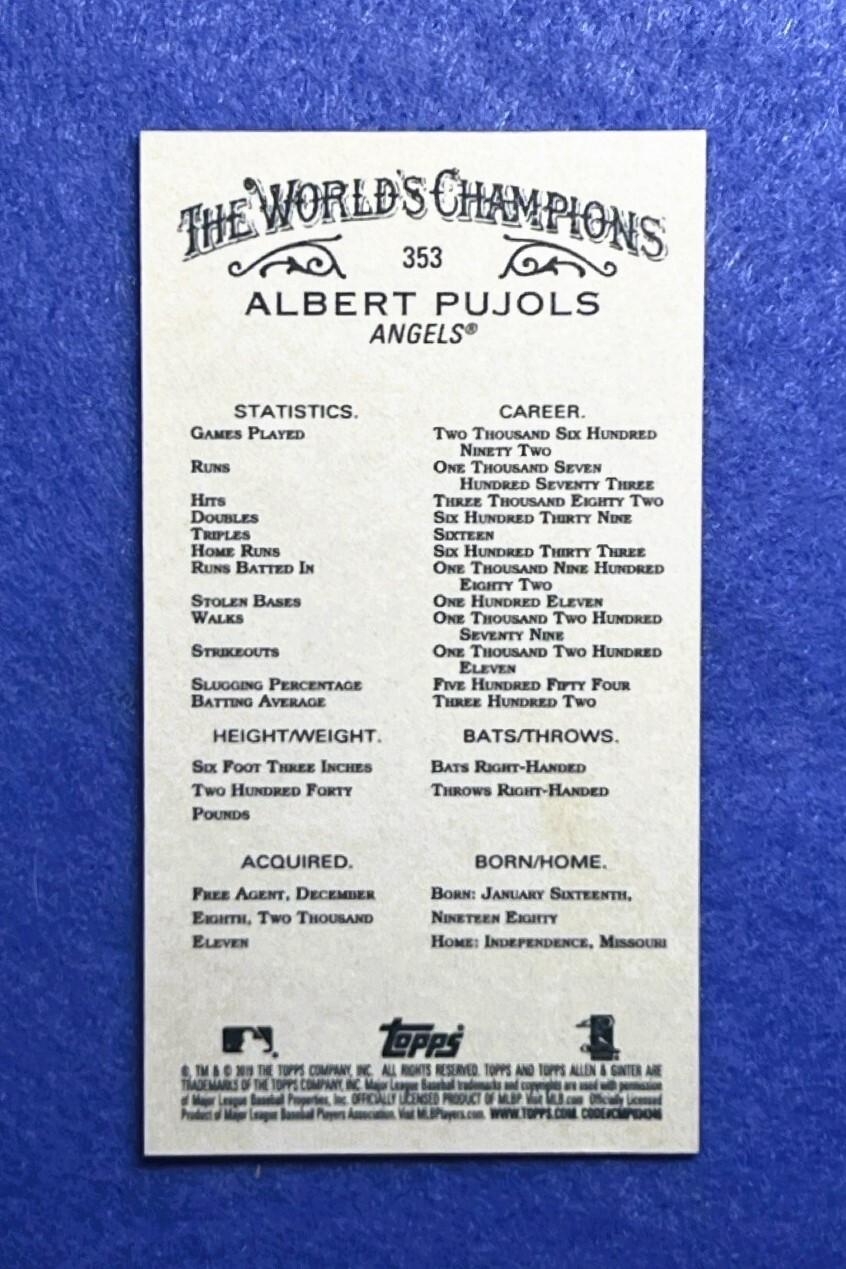 THE WORLD'S CHAMPIONS
353
ALBERT PUJOLS
ANGELS®
STATISTICS. CAREER.
GAMES PLAYED TWO THOUSAND SIX HUNDRED
NINETY TWO
RUNS ONE THOUSAND SEVEN
HUNDRED SEVENTY THREE
HITS THREE THOUSAND EIGHTY TWO
DOUBLES SIX HUNDRED THIRTY NINE
TRIPLES SIXTEEN
HOME RUNS SIX HUNDRED THIRTY THREE
RUNS BATTED IN ONE THOUSAND NINE HUNDRED
EIGHTY TWO
STOLEN BASES ONE HUNDRED ELEVEN
WALKS ONE THOUSAND TWO HUNDRED
SEVENTY NINE
STRIKEOUTS ONE THOUSAND TWO HUNDRED
ELEVEN
SLUGGING PERCENTAGE FIVE HUNDRED FIFTY FOUR
BATTING AVERAGE THREE HUNDRED TWO
HEIGHT/WEIGHT. BATS/THROWS.
SIX FOOT THREE INCHES BATS RIGHT-HANDED
TWO HUNDRED FORTY THROWS RIGHT-HANDED
POUNDS
ACQUIRED. BORN/HOME.
FREE AGENT, DECEMBER BORN: JANUARY SIXTEENTH,
EIGHTH, TWO THOUSAND NINETEEN EIGHTY
ELEVEN HOME: INDEPENDENCE, MISSOURI
topps
®, TM & © 2019 THE TOPPS COMPANY, INC. ALL RIGHTS RESERVED. TOPPS AND TOPPS ALLEN & GINTER ARE
TRADEMARKS OF THE TOPPS COMPANY, INC. Major League Baseball trademarks and copyrights are used with permission
of Major League Baseball Properties, Inc. OFFICIALLY LICENSED PRODUCT OF MLBP Visit MLB.com Officially Licensed
Product of Major League Baseball Players Association. Visit MLBPlayers.com. WWW.TOPPS.COM.